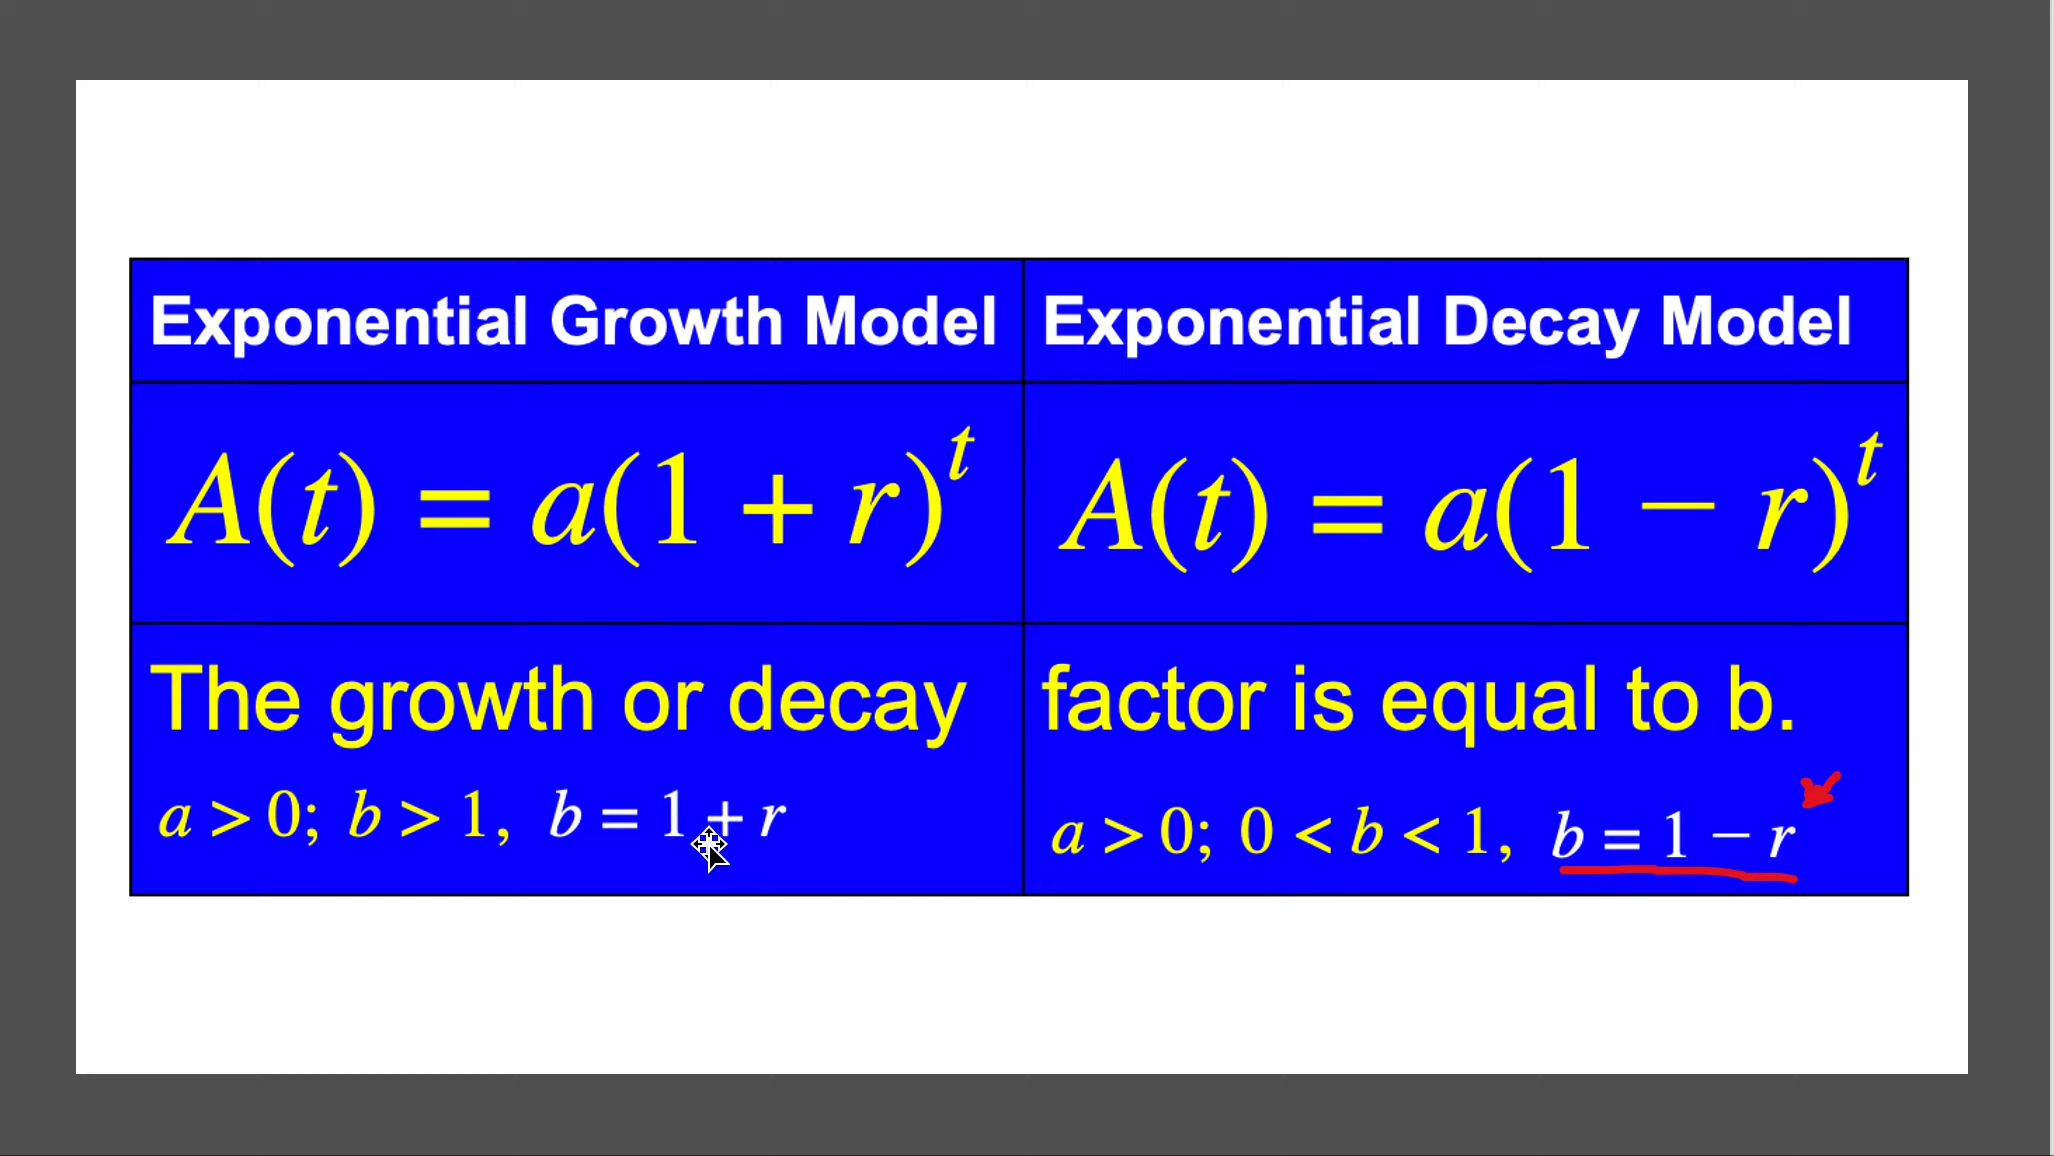 Exponential Growth Model
Exponential Decay Model
A(t) = a(1 + r)^t
A(t) = a(1 − r)^t
The growth or decay
factor is equal to b.
a > 0; b > 1, b = 1 + r
a > 0; 0 < b < 1, b = 1 − r